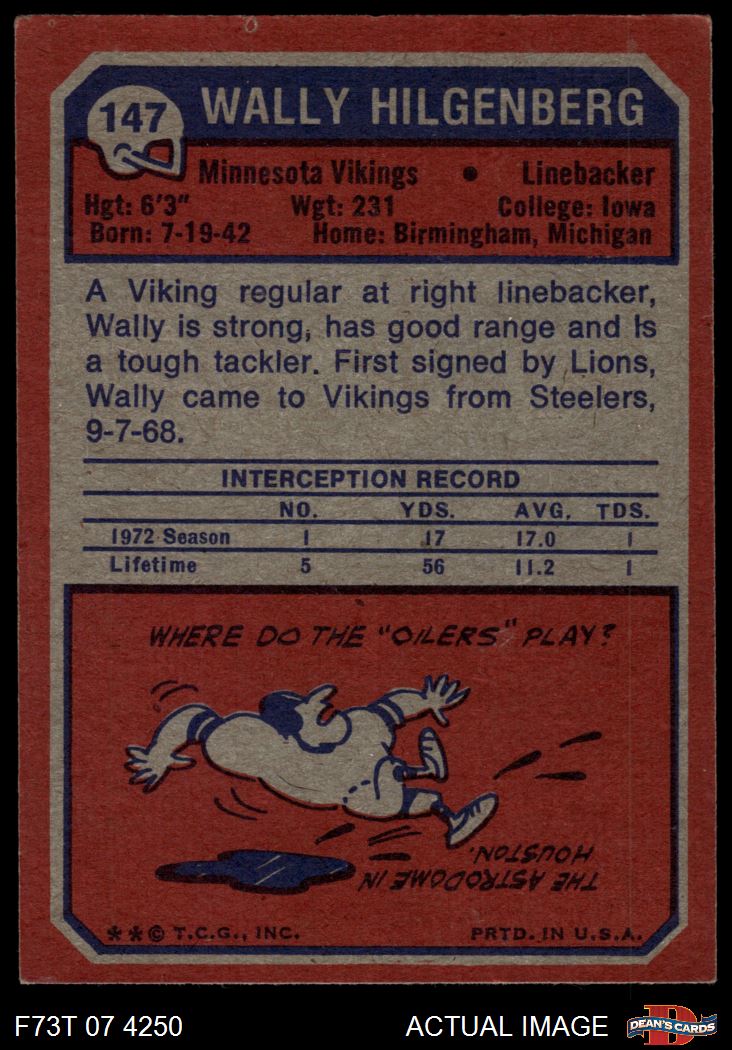 147
WALLY HILGENBERG
Minnesota Vikings • Linebacker
Hgt: 6'3" Wgt: 231 College: Iowa
Born: 7-19-42 Home: Birmingham, Michigan
A Viking regular at right linebacker,
Wally is strong, has good range and is
a tough tackler. First signed by Lions,
Wally came to Vikings from Steelers,
9-7-68.
INTERCEPTION RECORD
NO. YDS. AVG. TDS.
1972 Season 1 17 17.0 1
Lifetime 5 56 11.2 1
WHERE DO THE "OILERS" PLAY?
THE ASTRODOME IN
HOUSTON.
**© T.C.G., INC. PRTD. IN U.S.A.
F73T 07 4250 ACTUAL IMAGE
D
DEAN'S CARDS